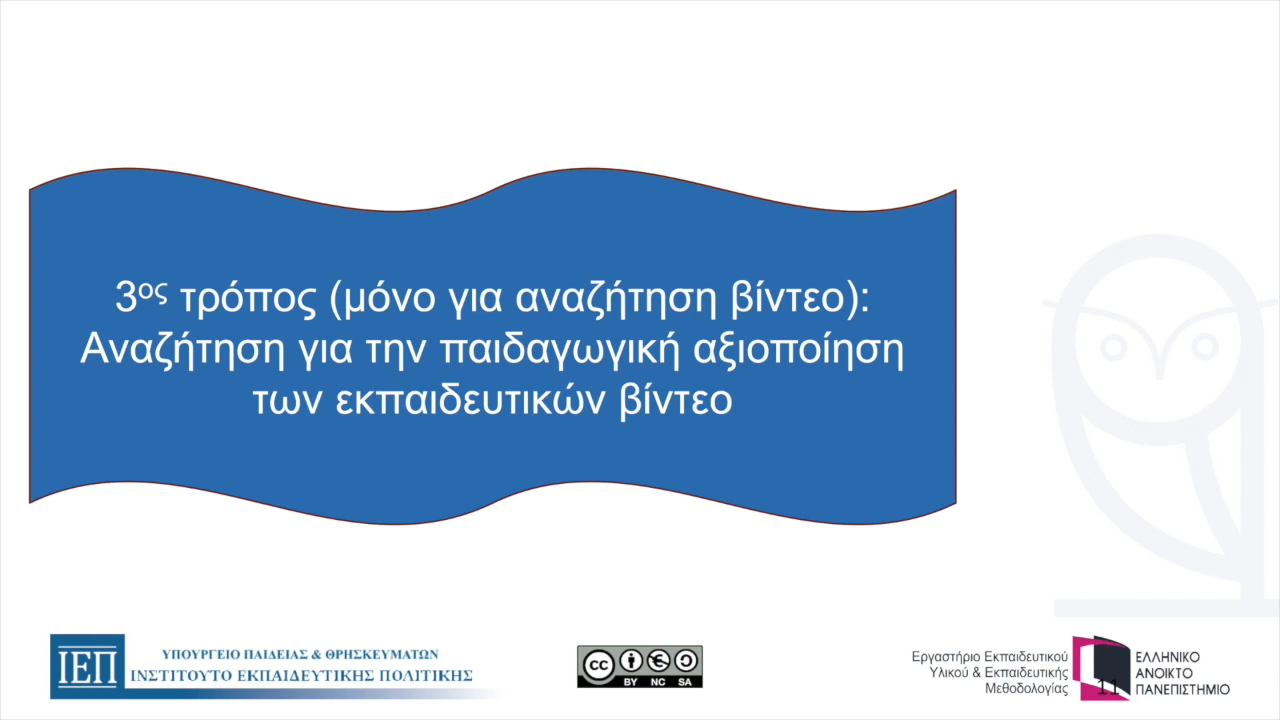 3ος τρόπος (μόνο για αναζήτηση βίντεο):
Αναζήτηση για την παιδαγωγική αξιοποίηση
των εκπαιδευτικών βίντεο
ΙΕΠ
ΥΠΟΥΡΓΕΙΟ ΠΑΙΔΕΙΑΣ & ΘΡΗΣΚΕΥΜΑΤΩΝ
ΙΝΣΤΙΤΟΥΤΟ ΕΚΠΑΙΔΕΥΤΙΚΗΣ ΠΟΛΙΤΙΚΗΣ
cc
BY NC SA
Εργαστήριο Εκπαιδευτικού
Υλικού & Εκπαιδευτικής
Μεθοδολογίας
11
ΕΛΛΗΝΙΚΟ
ΑΝΟΙΚΤΟ
ΠΑΝΕΠΙΣΤΗΜΙΟ